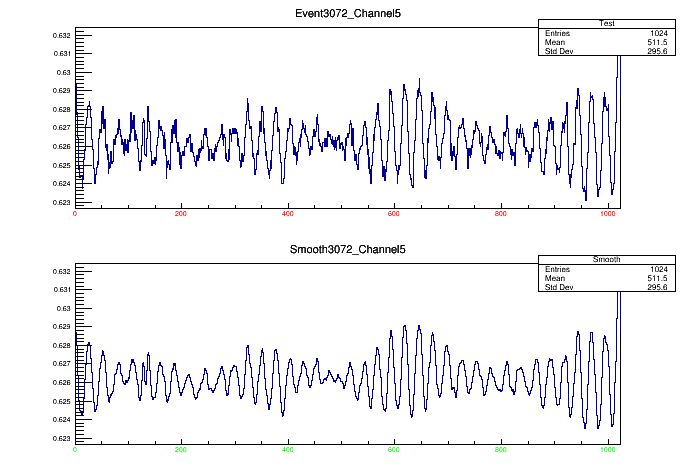 Event3072_Channel5
Test
Entries 1024
Mean 511.5
Std Dev 295.6
0.632
0.631
0.63
0.629
0.628
0.627
0.626
0.625
0.624
0.623
0 200 400 600 800 1000
Smooth3072_Channel5
Smooth
Entries 1024
Mean 511.5
Std Dev 295.6
0.632
0.631
0.63
0.629
0.628
0.627
0.626
0.625
0.624
0.623
0 200 400 600 800 1000